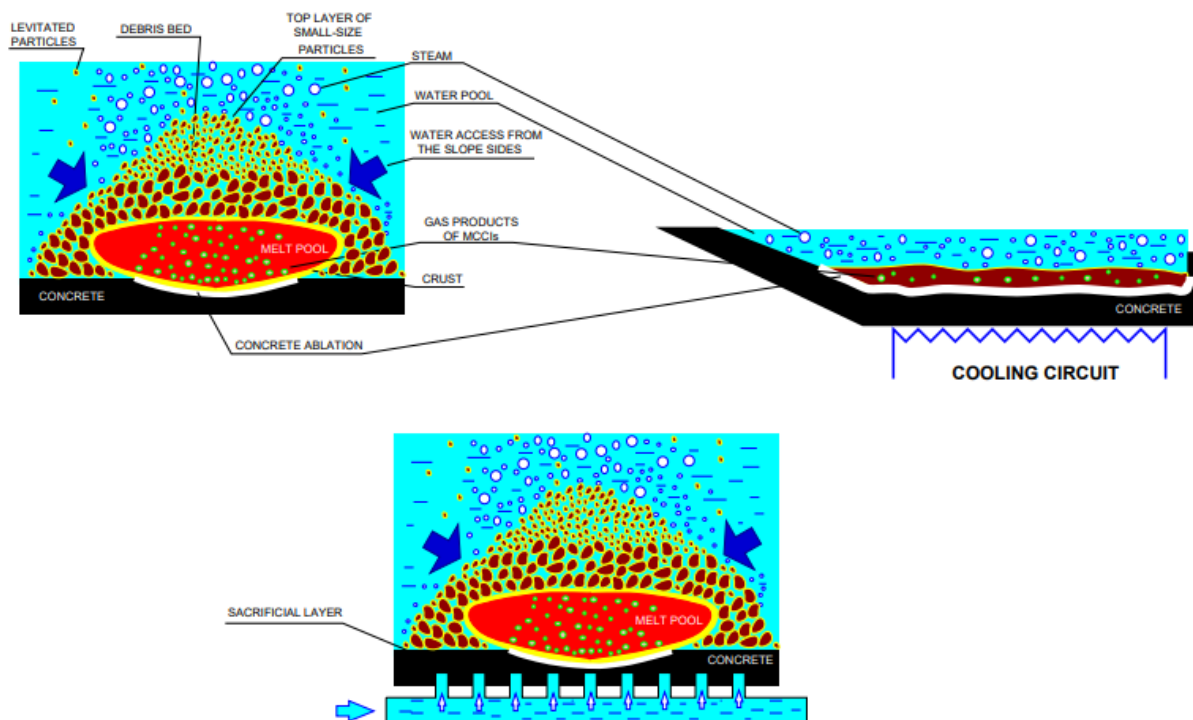 LEVITATED
PARTICLES
DEBRIS BED
TOP LAYER OF
SMALL-SIZE
PARTICLES
STEAM
WATER POOL
WATER ACCESS FROM
THE SLOPE SIDES
GAS PRODUCTS
OF MCCIs
MELT POOL
CRUST
CONCRETE
CONCRETE ABLATION
CONCRETE
COOLING CIRCUIT
SACRIFICIAL LAYER
MELT POOL
CONCRETE